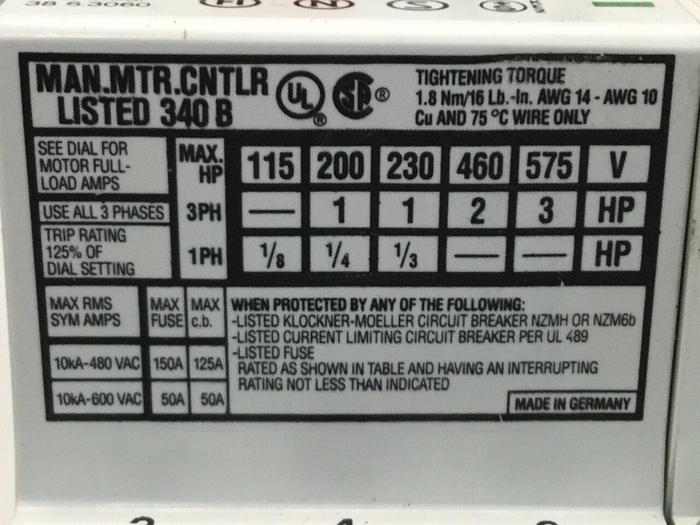 38 6.3060 FI N S
MAN.MTR.CNTLR
LISTED 340 B
UL
®
SP
®
TIGHTENING TORQUE
1.8 Nm/16 Lb.-In. AWG 14 - AWG 10
Cu AND 75 °C WIRE ONLY
SEE DIAL FOR
MOTOR FULL-
LOAD AMPS
MAX.
HP
115 200 230 460 575 V
USE ALL 3 PHASES 3PH — 1 1 2 3 HP
TRIP RATING
125% OF
DIAL SETTING
1PH 1/8 1/4 1/3 — — HP
MAX RMS
SYM AMPS
MAX
FUSE
MAX
c.b.
10kA-480 VAC 150A 125A
10kA-600 VAC 50A 50A
WHEN PROTECTED BY ANY OF THE FOLLOWING:
-LISTED KLOCKNER-MOELLER CIRCUIT BREAKER NZMH OR NZM6b
-LISTED CURRENT LIMITING CIRCUIT BREAKER PER UL 489
-LISTED FUSE
RATED AS SHOWN IN TABLE AND HAVING AN INTERRUPTING
RATING NOT LESS THAN INDICATED
MADE IN GERMANY